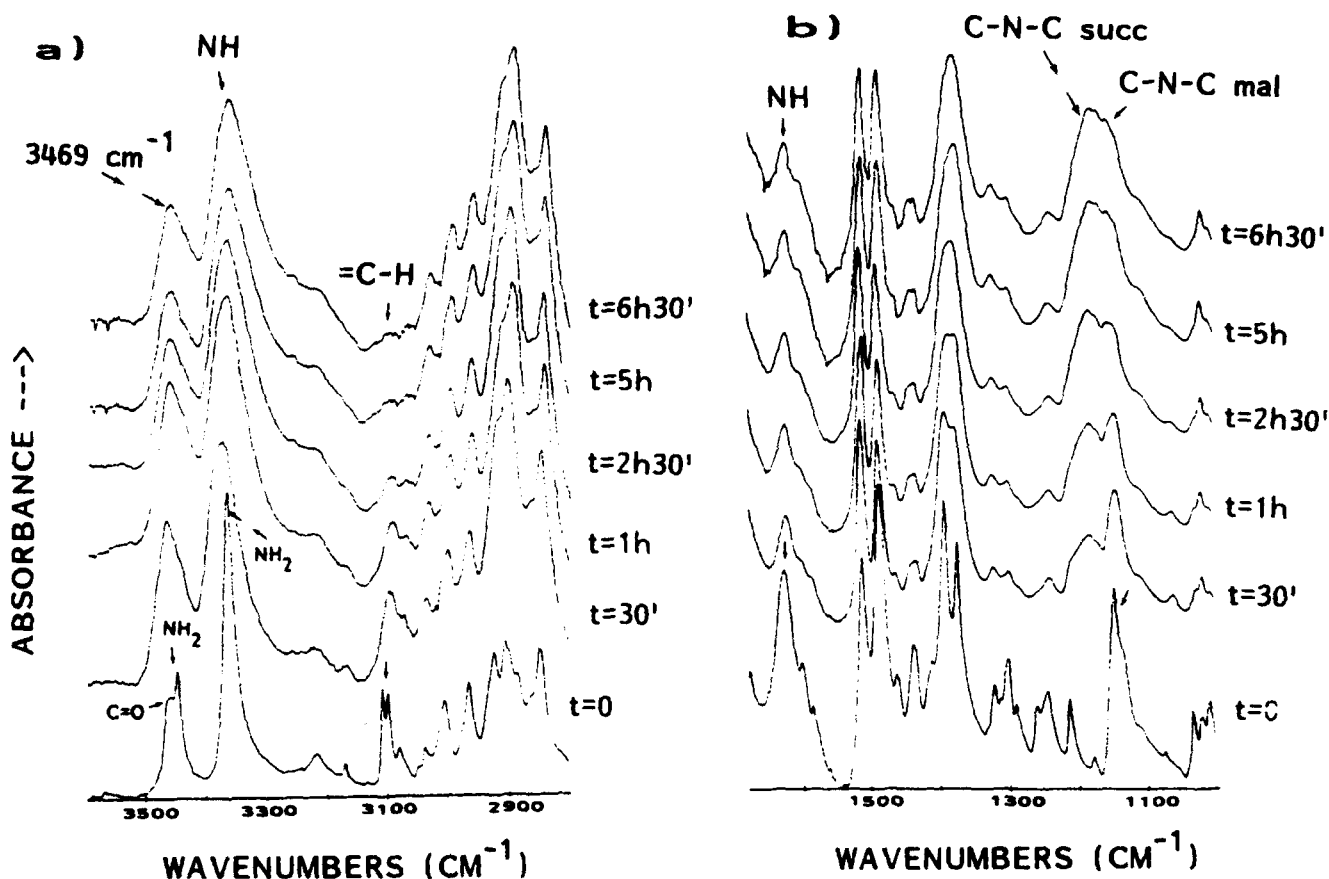 a)
NH
3469 cm⁻¹
=C-H
t=6h30'
t=5h
t=2h30'
t=1h
t=30'
t=0
NH₂
NH₂
C=O
ABSORBANCE --->
3500 3300 3100 2900
WAVENUMBERS (CM⁻¹)
b)
C-N-C succ
C-N-C mal
NH
t=6h30'
t=5h
t=2h30'
t=1h
t=30'
t=0
1500 1300 1100
WAVENUMBERS (CM⁻¹)